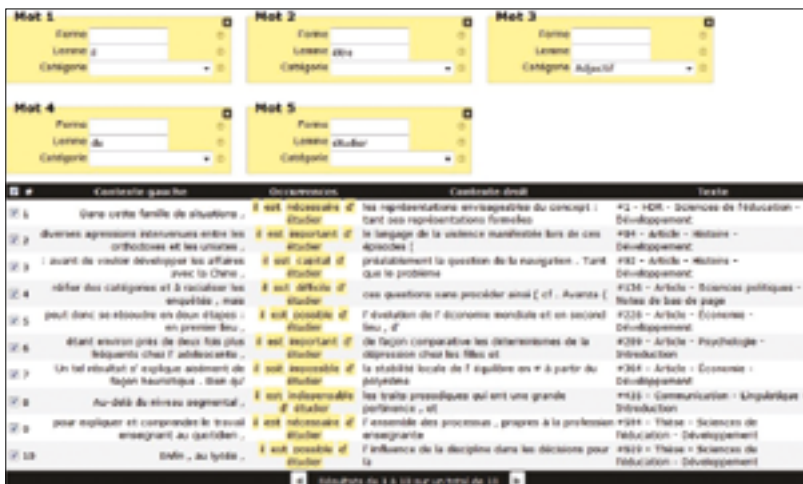 Mot 1 Mot 2 Mot 3
Forme Forme Forme
Lemme il Lemme être Lemme
Catégorie Catégorie Catégorie Adjectif
Mot 4 Mot 5
Forme Forme
Lemme de Lemme étudier
Catégorie Catégorie
# Contexte gauche Occurrences Contexte droit Texte
1 Dans cette famille de situations , il est nécessaire d' les représentations envisageables du concept : #1 - HDR - Sciences de l'éducation -
étudier tant ses représentations formelles Développement
2 diverses agressions intervenues entre les il est important d' le langage de la violence manifestée lors de ces - Article - Histoire -
orthodoxes et les uniates , étudier épisodes ( Développement
3 : avant de vouloir développer les affaires il est capital d' préalablement la question de la navigation . Tant - Article - Histoire -
avec la Chine , étudier que le problème Développement
4 des catégories et à racialiser les il est difficile d' ces questions sans procéder ainsi ( cf . Avanza ( - Article - Sciences politiques -
enquêtés , mais étudier Notes de bas de page
5 peut donc se résoudre en deux étapes : il est possible d' l' évolution de l' économie mondiale et en second - Article - Économie -
en premier lieu , étudier lieu , d' Développement
6 étant environ près de deux fois plus il est important d' de façon comparative les déterminismes de la - Article - Psychologie -
fréquents chez l' adolescente , étudier dépression chez les filles et Introduction
7 Un tel résultat s' explique aisément de il soit impossible d' la stabilité locale de l' équilibre en à partir du - Article - Économie -
façon heuristique . Bien qu' étudier polynôme Développement
8 Au-delà du niveau segmental , il est indispensable les traits prosodiques qui ont une grande - Communication - Linguistique -
d' étudier pertinence , et Introduction
9 pour expliquer et comprendre le travail il est nécessaire d' l' ensemble des processus , propres à la profession - Thèse - Sciences de
enseignant au quotidien , étudier enseignante l'éducation - Développement
10 Enfin , au lycée , il est possible d' l' influence de la discipline dans les décisions pour - Thèse - Sciences de
étudier la l'éducation - Développement
Résultats de 1 à 10 sur un total de 10